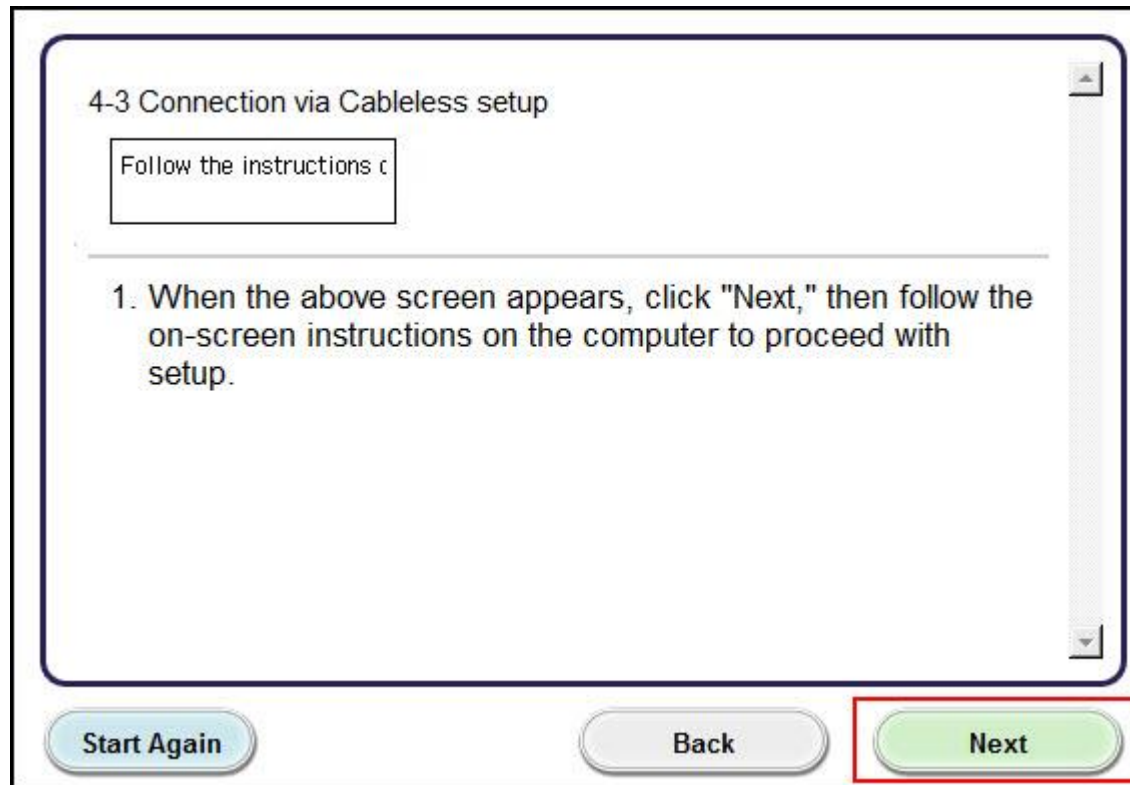 4-3 Connection via Cableless setup
Follow the instructions
1. When the above screen appears, click "Next," then follow the
on-screen instructions on the computer to proceed with
setup.
Start Again
Back
Next